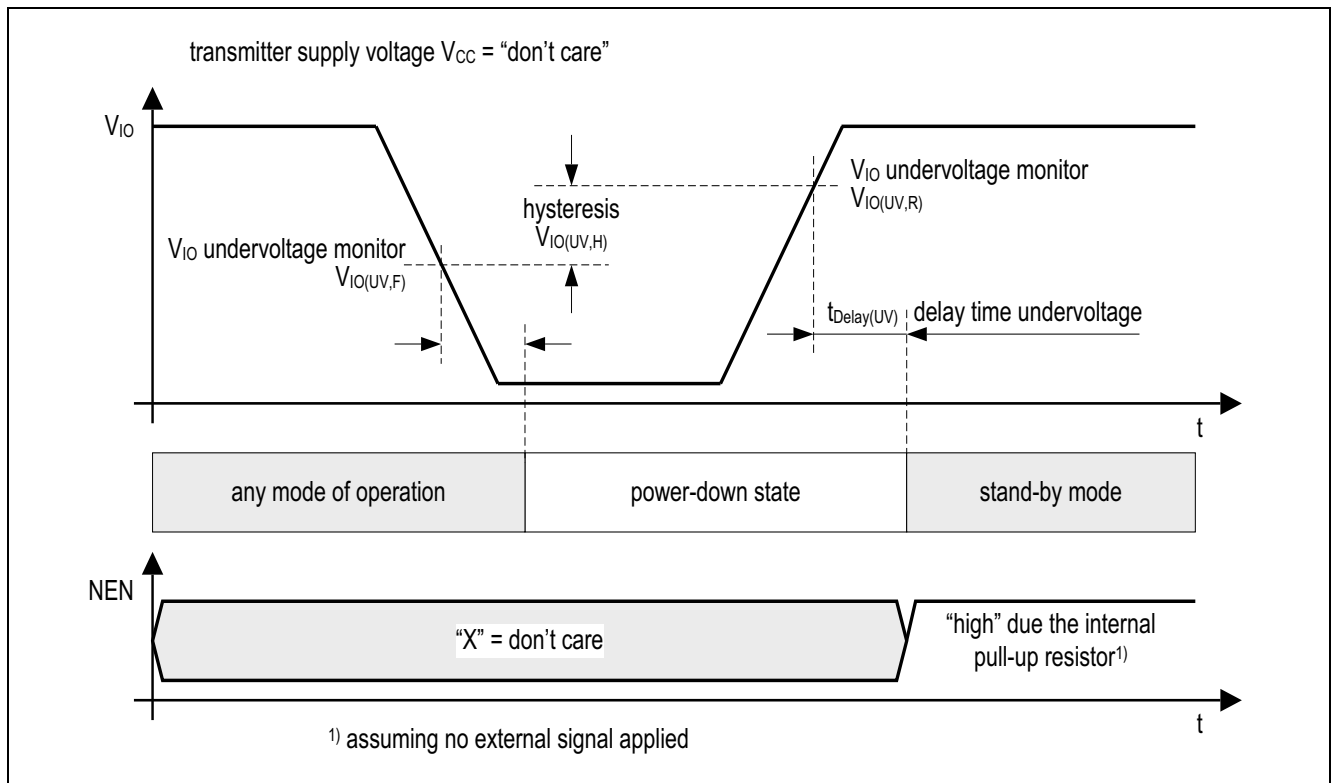 transmitter supply voltage VCC = “don’t care”
VIO
VIO undervoltage monitor
VIO(UV,F)
hysteresis
VIO(UV,H)
VIO undervoltage monitor
VIO(UV,R)
tDelay(UV) delay time undervoltage
t
any mode of operation
power-down state
stand-by mode
NEN
“X” = don’t care
“high” due the internal
pull-up resistor1)
t
1) assuming no external signal applied